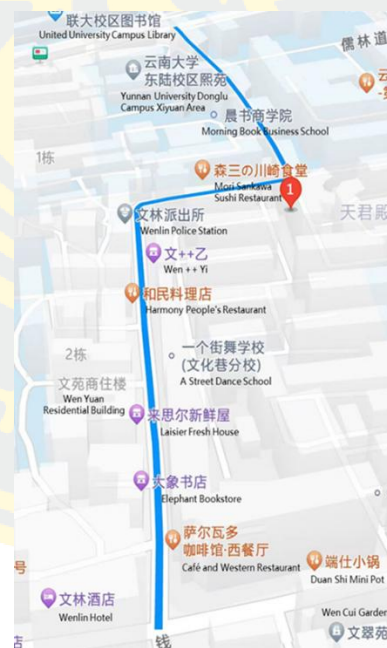 联大校区图书馆
United University Campus Library
儒林道
云南大学
东陆校区熙苑
Yunnan University Donglu
Campus Xiyuan Area
云
晨书商学院
Morning Book Business School
1栋
森三の川崎食堂
Mori Sankawa
Sushi Restaurant
1
天君殿
文林派出所
Wenlin Police Station
文++乙
Wen ++ Yi
和民料理店
Harmony People's Restaurant
2栋
一个街舞学校
(文化巷分校)
A Street Dance School
文苑商住楼
Wen Yuan
Residential Building
来思尔新鲜屋
Laisier Fresh House
大象书店
Elephant Bookstore
萨尔瓦多
咖啡馆·西餐厅
Café and Western Restaurant
号
端仕小锅
Duan Shi Mini Pot
文林酒店
Wenlin Hotel
Wen Cui Garden
文翠苑
店
钱